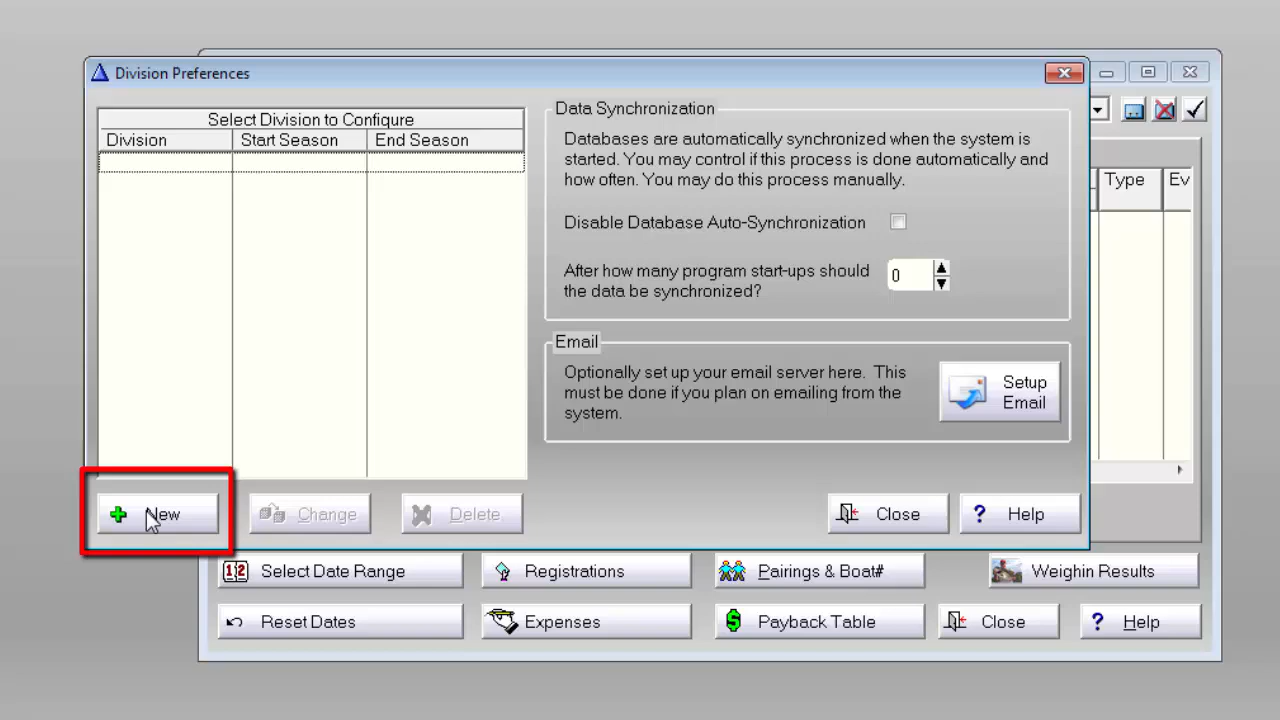 Division Preferences
Select Division to Configure
Division Start Season End Season
Data Synchronization
Databases are automatically synchronized when the system is
started. You may control if this process is done automatically and
how often. You may do this process manually.
Disable Database Auto-Synchronization
After how many program start-ups should
the data be synchronized?
0
Email
Optionally set up your email server here. This
must be done if you plan on emailing from the
system.
Setup
Email
New
Change
Delete
Close
? Help
Type Ev
12 Select Date Range
Registrations
Pairings & Boat#
Weighin Results
Reset Dates
Expenses
$ Payback Table
Close
? Help